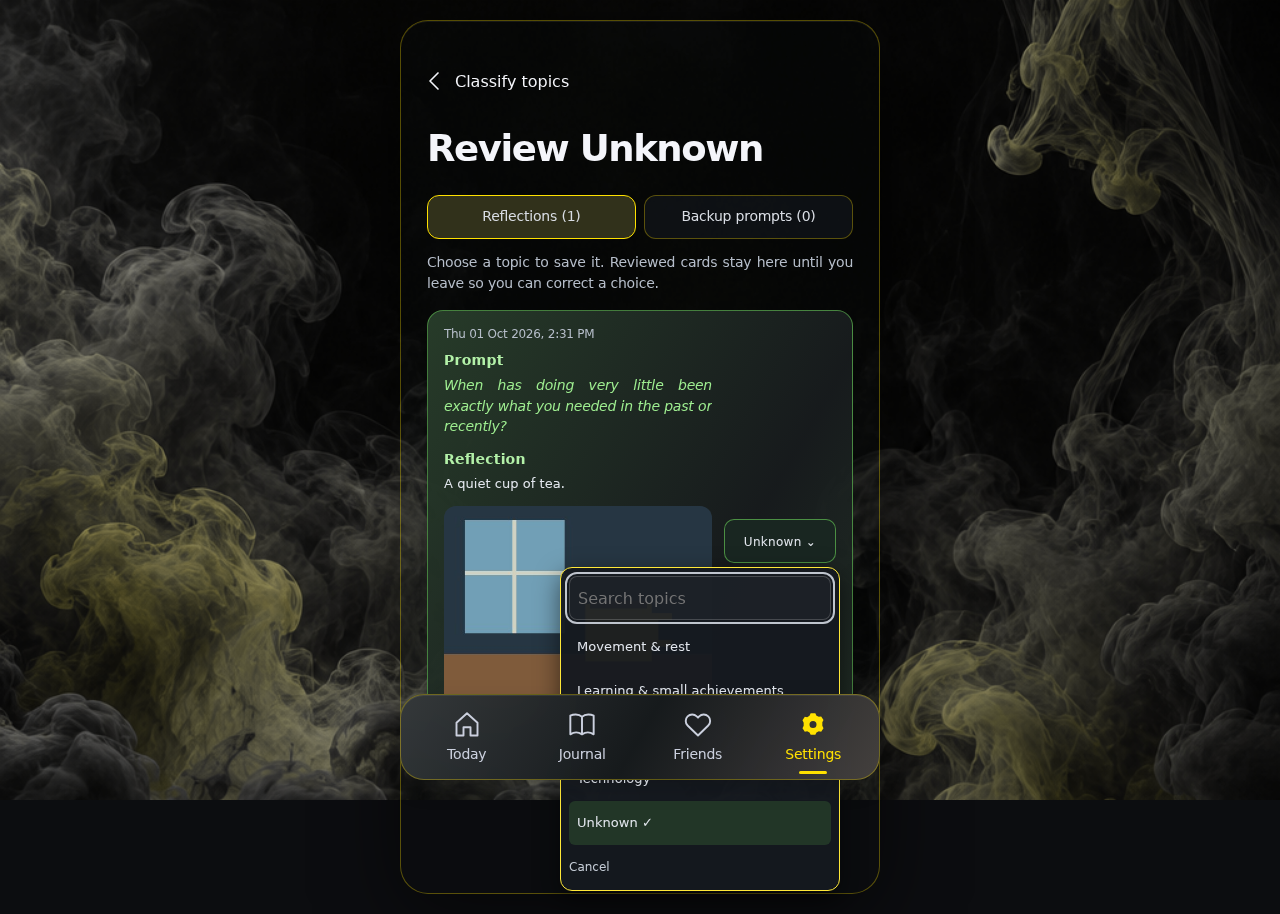 Classify topics
Review Unknown
Reflections (1)
Backup prompts (0)
Choose a topic to save it. Reviewed cards stay here until you
leave so you can correct a choice.
Thu 01 Oct 2026, 2:31 PM
Prompt
When has doing very little been
exactly what you needed in the past or
recently?
Reflection
A quiet cup of tea.
Unknown ⌄
Search topics
Movement & rest
Learning & small achievements
Today
Journal
Friends
Settings
Technology
Unknown ✓
Cancel